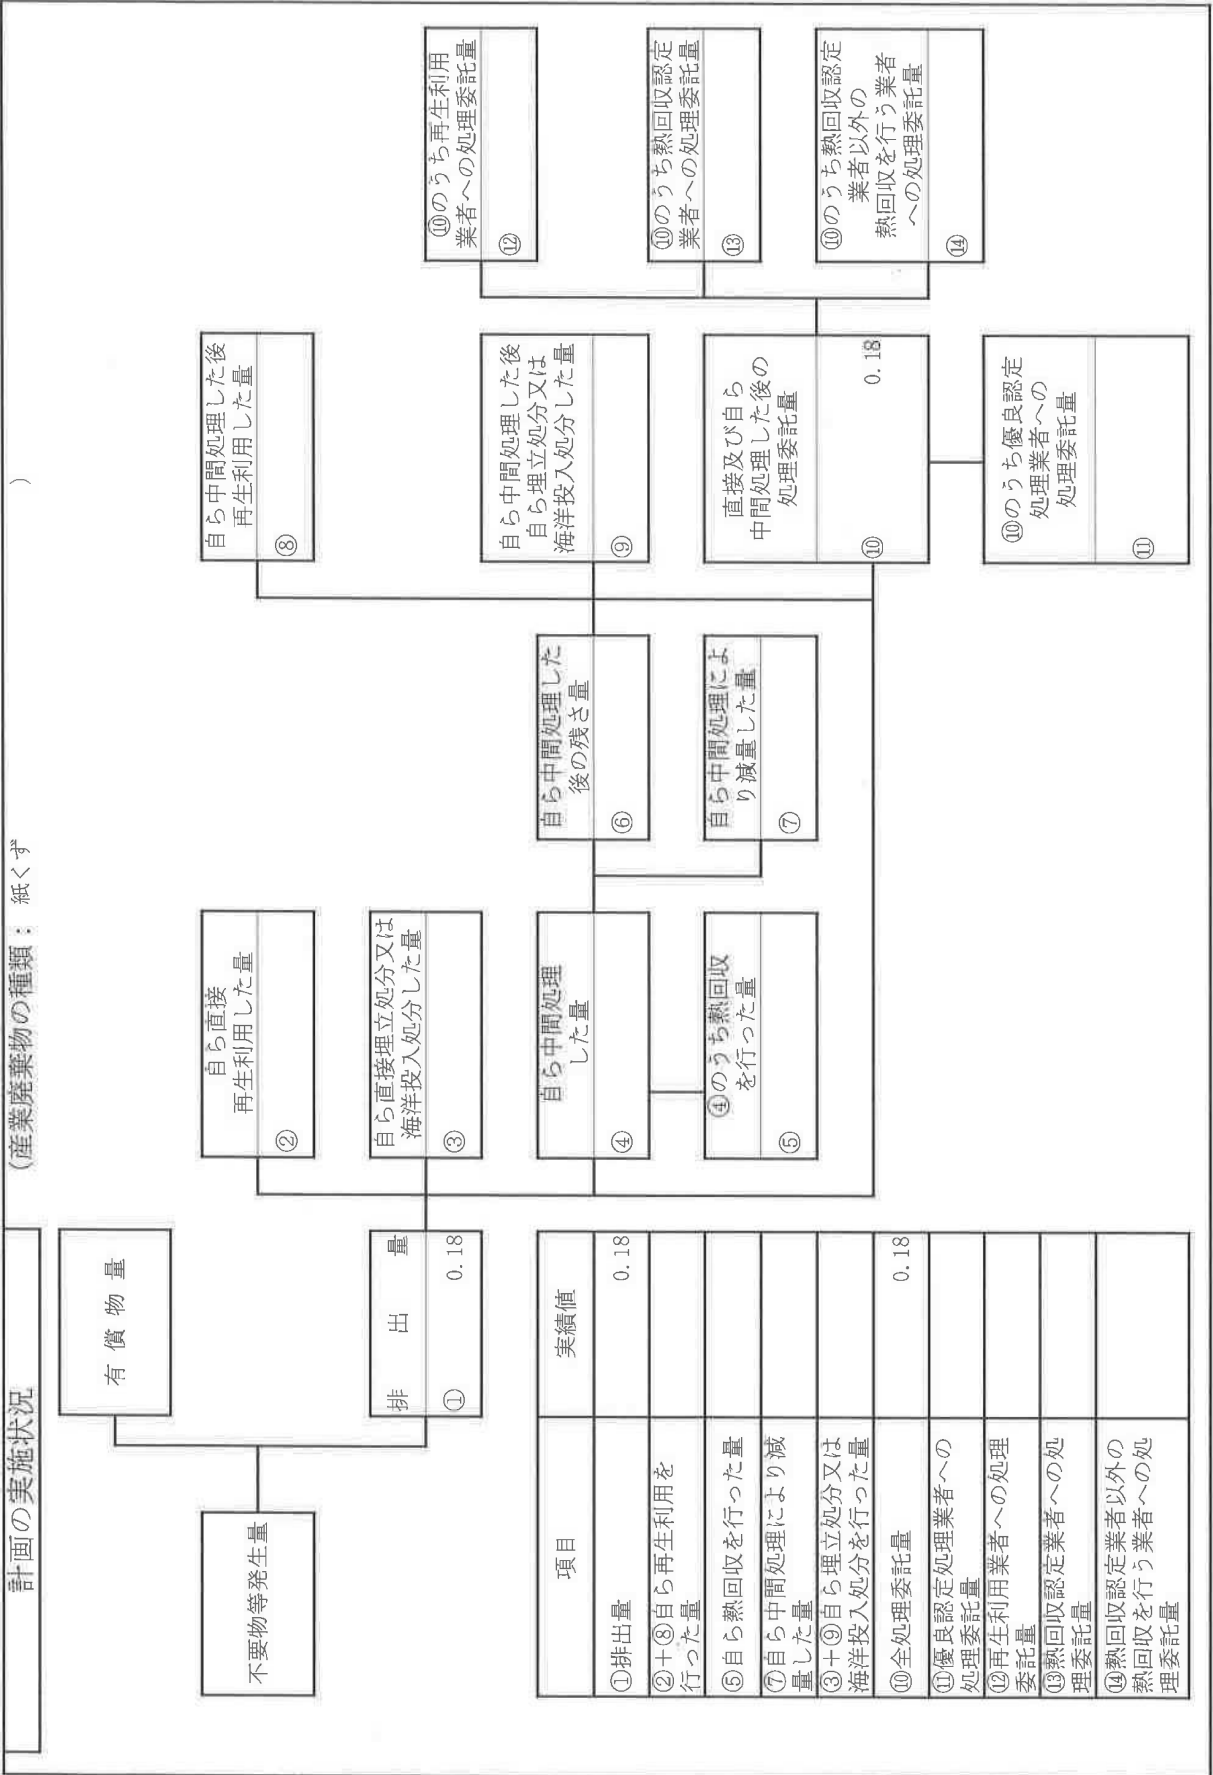 計画の実施状況
(産業廃棄物の種類： 紙くず )
不要物等発生量
有償物量
排出量
① 0.18
自ら直接
再生利用した量
②
自ら直接埋立処分又は
海洋投入処分した量
③
自ら中間処理
した量
④
④のうち熱回収
を行った量
⑤
自ら中間処理した
後の残さ量
⑥
自ら中間処理によ
り減量した量
⑦
自ら中間処理した後
再生利用した量
⑧
自ら中間処理した後
自ら埋立処分又は
海洋投入処分した量
⑨
直接及び自ら
中間処理した後の
処理委託量
⑩ 0.18
⑩のうち優良認定
処理業者への
処理委託量
⑪
⑩のうち再生利用
業者への処理委託量
⑫
⑩のうち熱回収認定
業者への処理委託量
⑬
⑩のうち熱回収認定
業者以外の
熱回収を行う業者
への処理委託量
⑭
項目 実績値
①排出量 0.18
②＋⑧自ら再生利用を
行った量
⑤自ら熱回収を行った量
⑦自ら中間処理により減
量した量
③＋⑨自ら埋立処分又は
海洋投入処分を行った量
⑩全処理委託量 0.18
⑪優良認定処理業者への
処理委託量
⑫再生利用業者への処理
委託量
⑬熱回収認定業者への処
理委託量
⑭熱回収認定業者以外の
熱回収を行う業者への処
理委託量